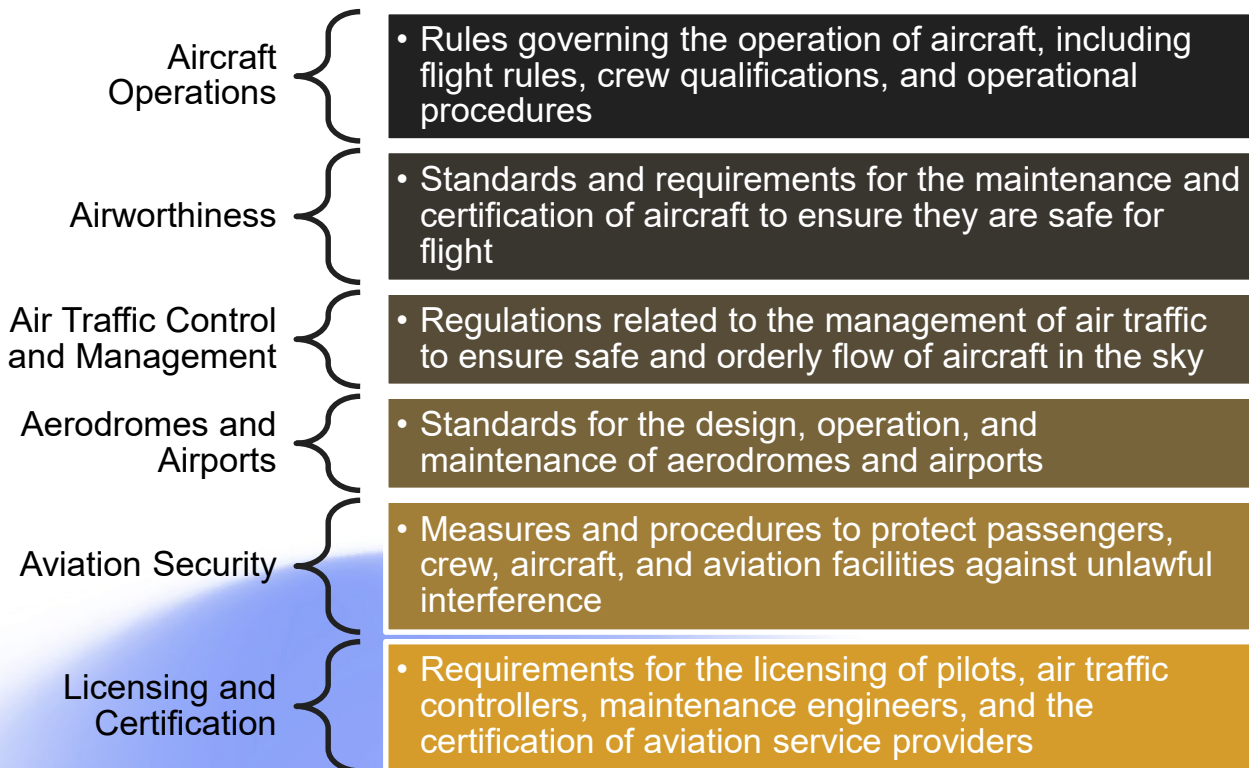 Aircraft
Operations
• Rules governing the operation of aircraft, including
flight rules, crew qualifications, and operational
procedures
Airworthiness
• Standards and requirements for the maintenance and
certification of aircraft to ensure they are safe for
flight
Air Traffic Control
and Management
• Regulations related to the management of air traffic
to ensure safe and orderly flow of aircraft in the sky
Aerodromes and
Airports
• Standards for the design, operation, and
maintenance of aerodromes and airports
Aviation Security
• Measures and procedures to protect passengers,
crew, aircraft, and aviation facilities against unlawful
interference
Licensing and
Certification
• Requirements for the licensing of pilots, air traffic
controllers, maintenance engineers, and the
certification of aviation service providers